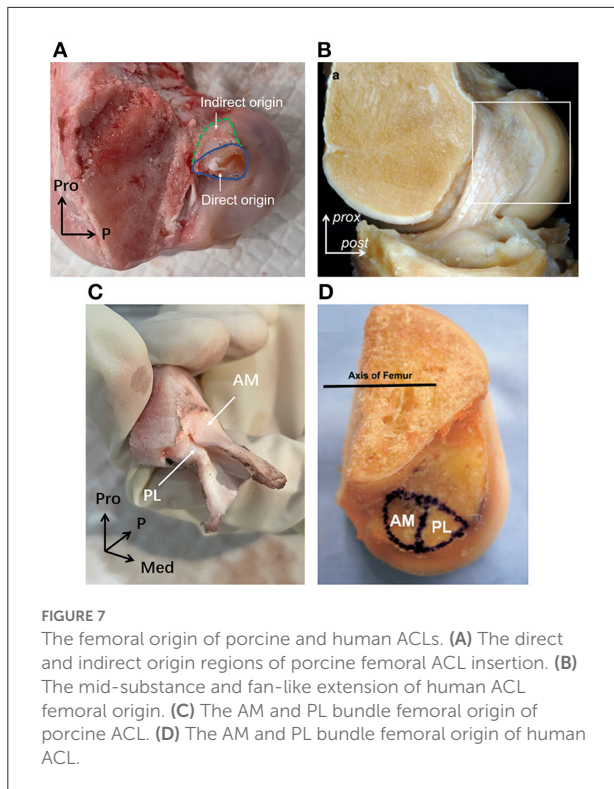 A
Indirect origin
Direct origin
Pro
P
B
a
prox
post
C
AM
PL
Pro
P
Med
D
Axis of Femur
AM
PL
FIGURE 7
The femoral origin of porcine and human ACLs. (A) The direct
and indirect origin regions of porcine femoral ACL insertion. (B)
The mid-substance and fan-like extension of human ACL
femoral origin. (C) The AM and PL bundle femoral origin of
porcine ACL. (D) The AM and PL bundle femoral origin of human
ACL.